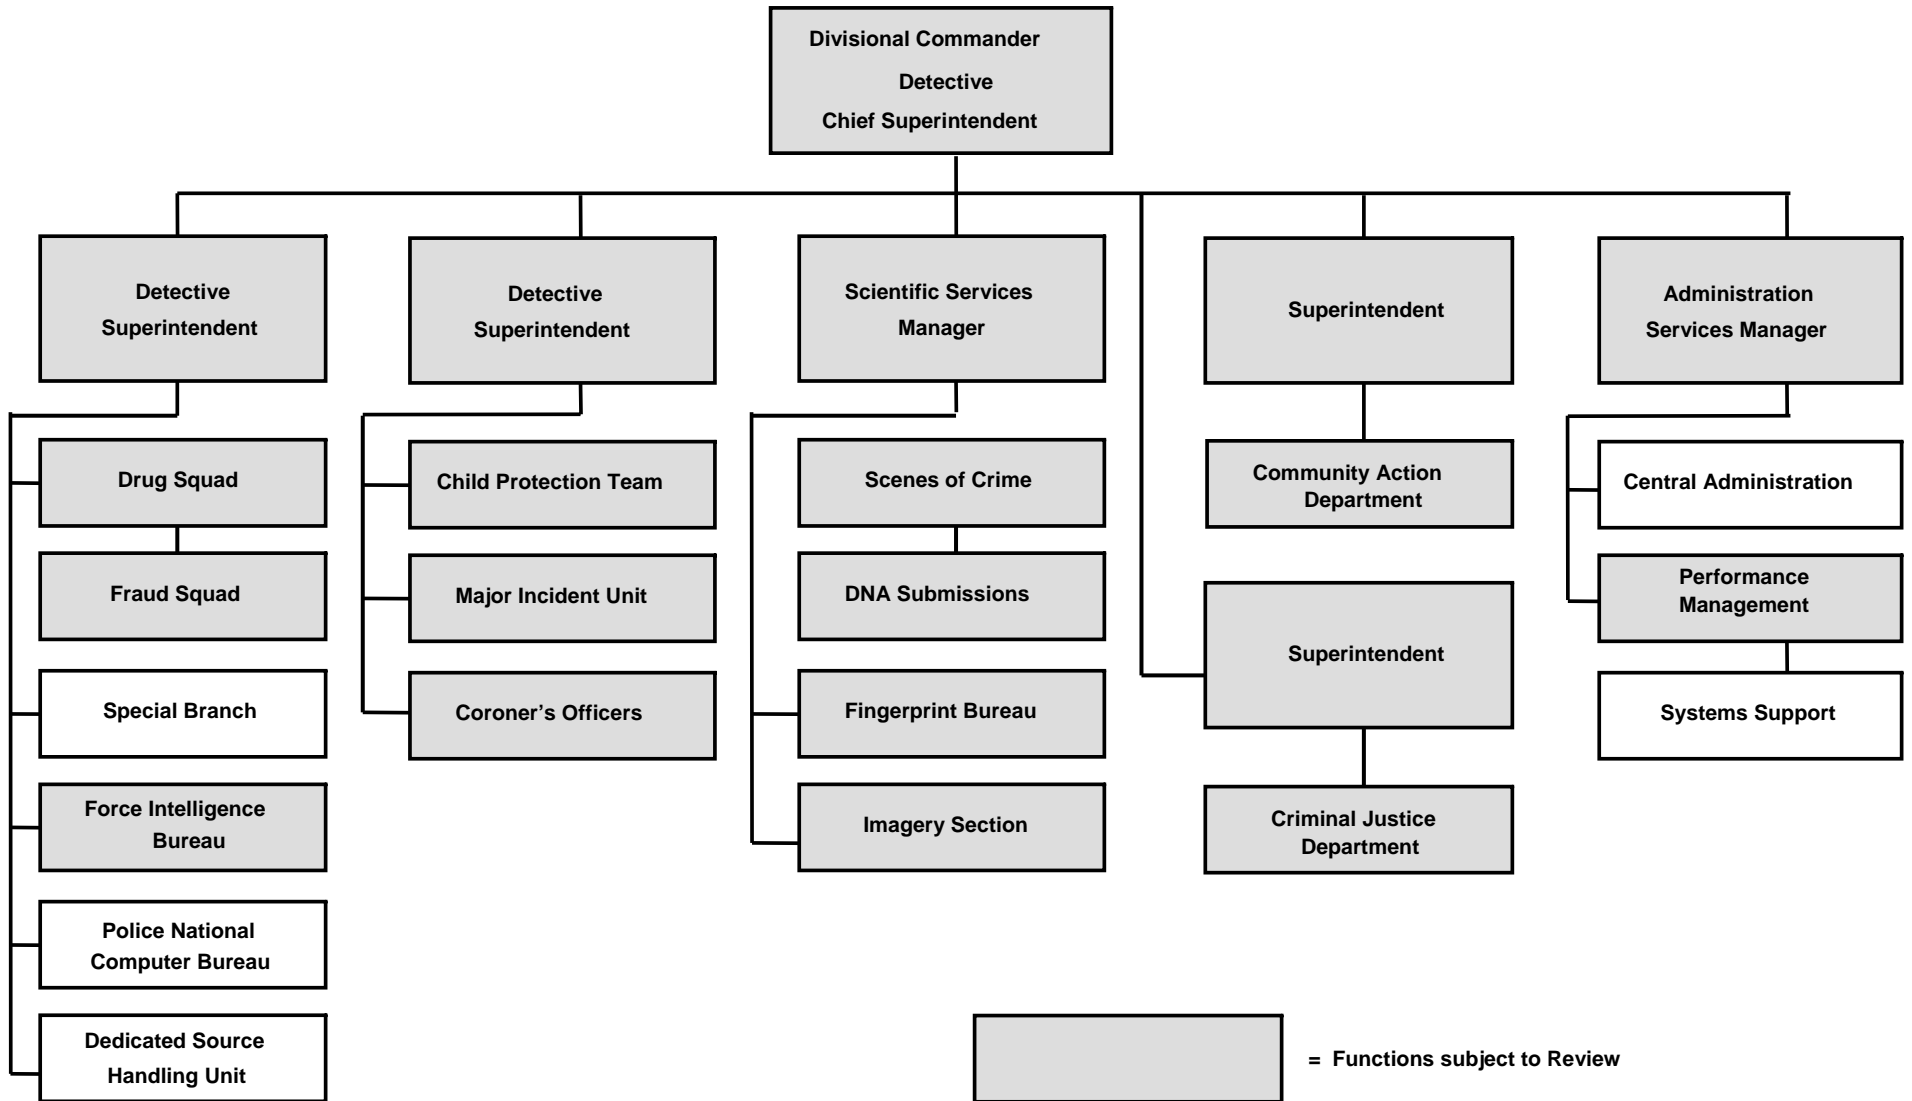 Divisional Commander
Detective
Chief Superintendent
Detective
Superintendent
Drug Squad
Fraud Squad
Special Branch
Force Intelligence
Bureau
Police National
Computer Bureau
Dedicated Source
Handling Unit
Detective
Superintendent
Child Protection Team
Major Incident Unit
Coroner's Officers
Scientific Services
Manager
Scenes of Crime
DNA Submissions
Fingerprint Bureau
Imagery Section
Superintendent
Community Action
Department
Superintendent
Criminal Justice
Department
Administration
Services Manager
Central Administration
Performance
Management
Systems Support
= Functions subject to Review